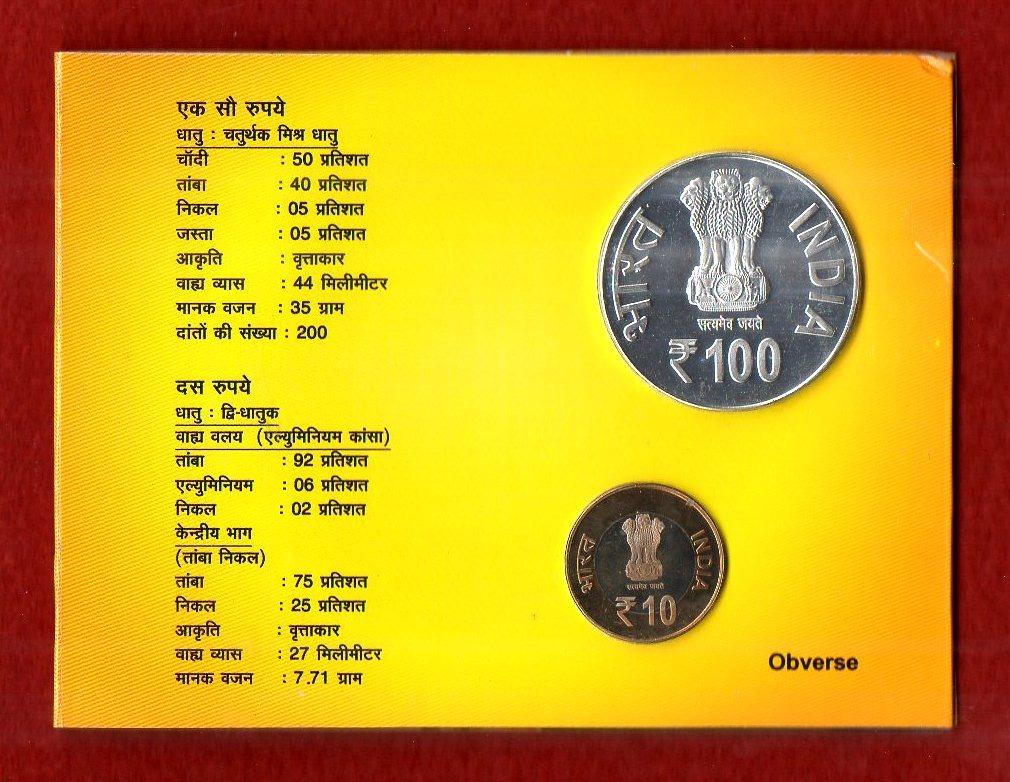 एक सौ रुपये
धातु : चतुर्थक मिश्र धातु
चाँदी : 50 प्रतिशत
तांबा : 40 प्रतिशत
निकल : 05 प्रतिशत
जस्ता : 05 प्रतिशत
आकृति : वृत्ताकार
वाह्य व्यास : 44 मिलीमीटर
मानक वजन : 35 ग्राम
दांतों की संख्या : 200
भारत
INDIA
सत्यमेव जयते
₹ 100
दस रुपये
धातु : द्वि-धातुक
वाह्य वलय (एल्युमिनियम कांसा)
तांबा : 92 प्रतिशत
एल्युमिनियम : 06 प्रतिशत
निकल : 02 प्रतिशत
केन्द्रीय भाग
(तांबा निकल)
तांबा : 75 प्रतिशत
निकल : 25 प्रतिशत
आकृति : वृत्ताकार
वाह्य व्यास : 27 मिलीमीटर
मानक वजन : 7.71 ग्राम
भारत
INDIA
सत्यमेव जयते
₹ 10
Obverse